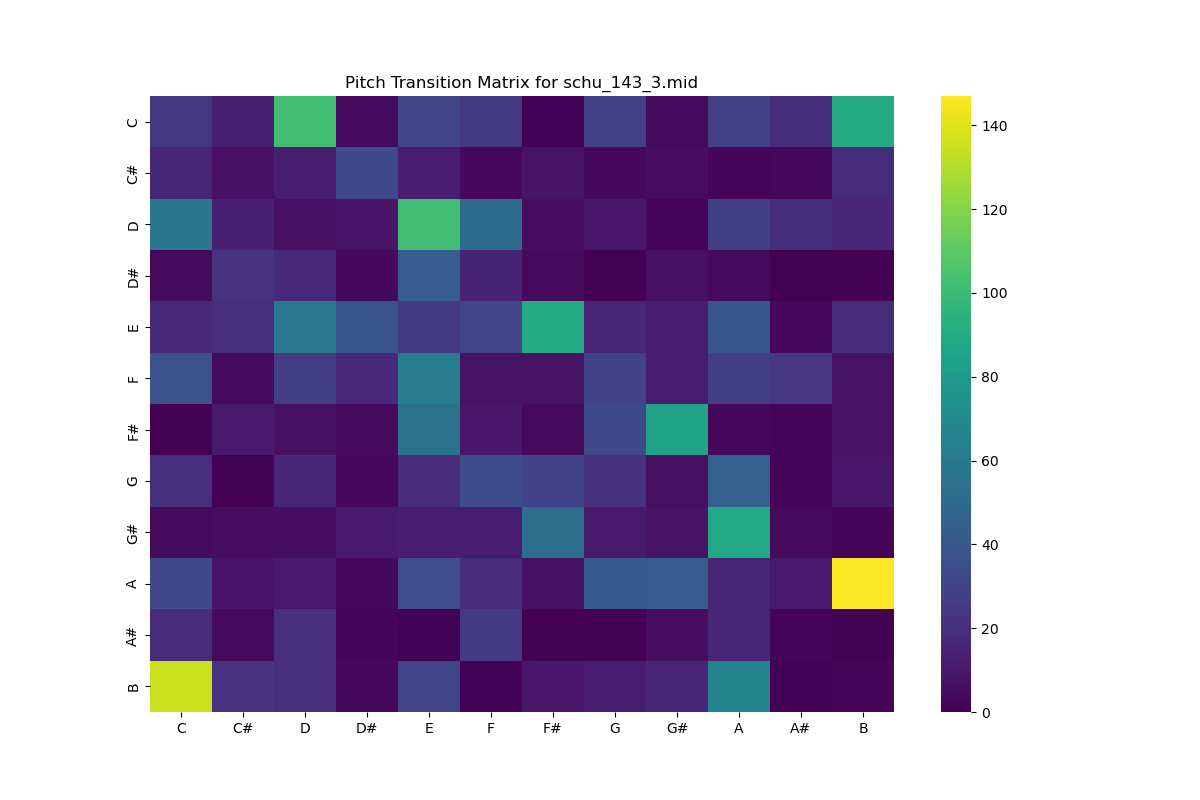 Pitch Transition Matrix for schu_143_3.mid
C
C#
D
D#
E
F
F#
G
G#
A
A#
B
C C# D D# E F F# G G# A A# B
140
120
100
80
60
40
20
0